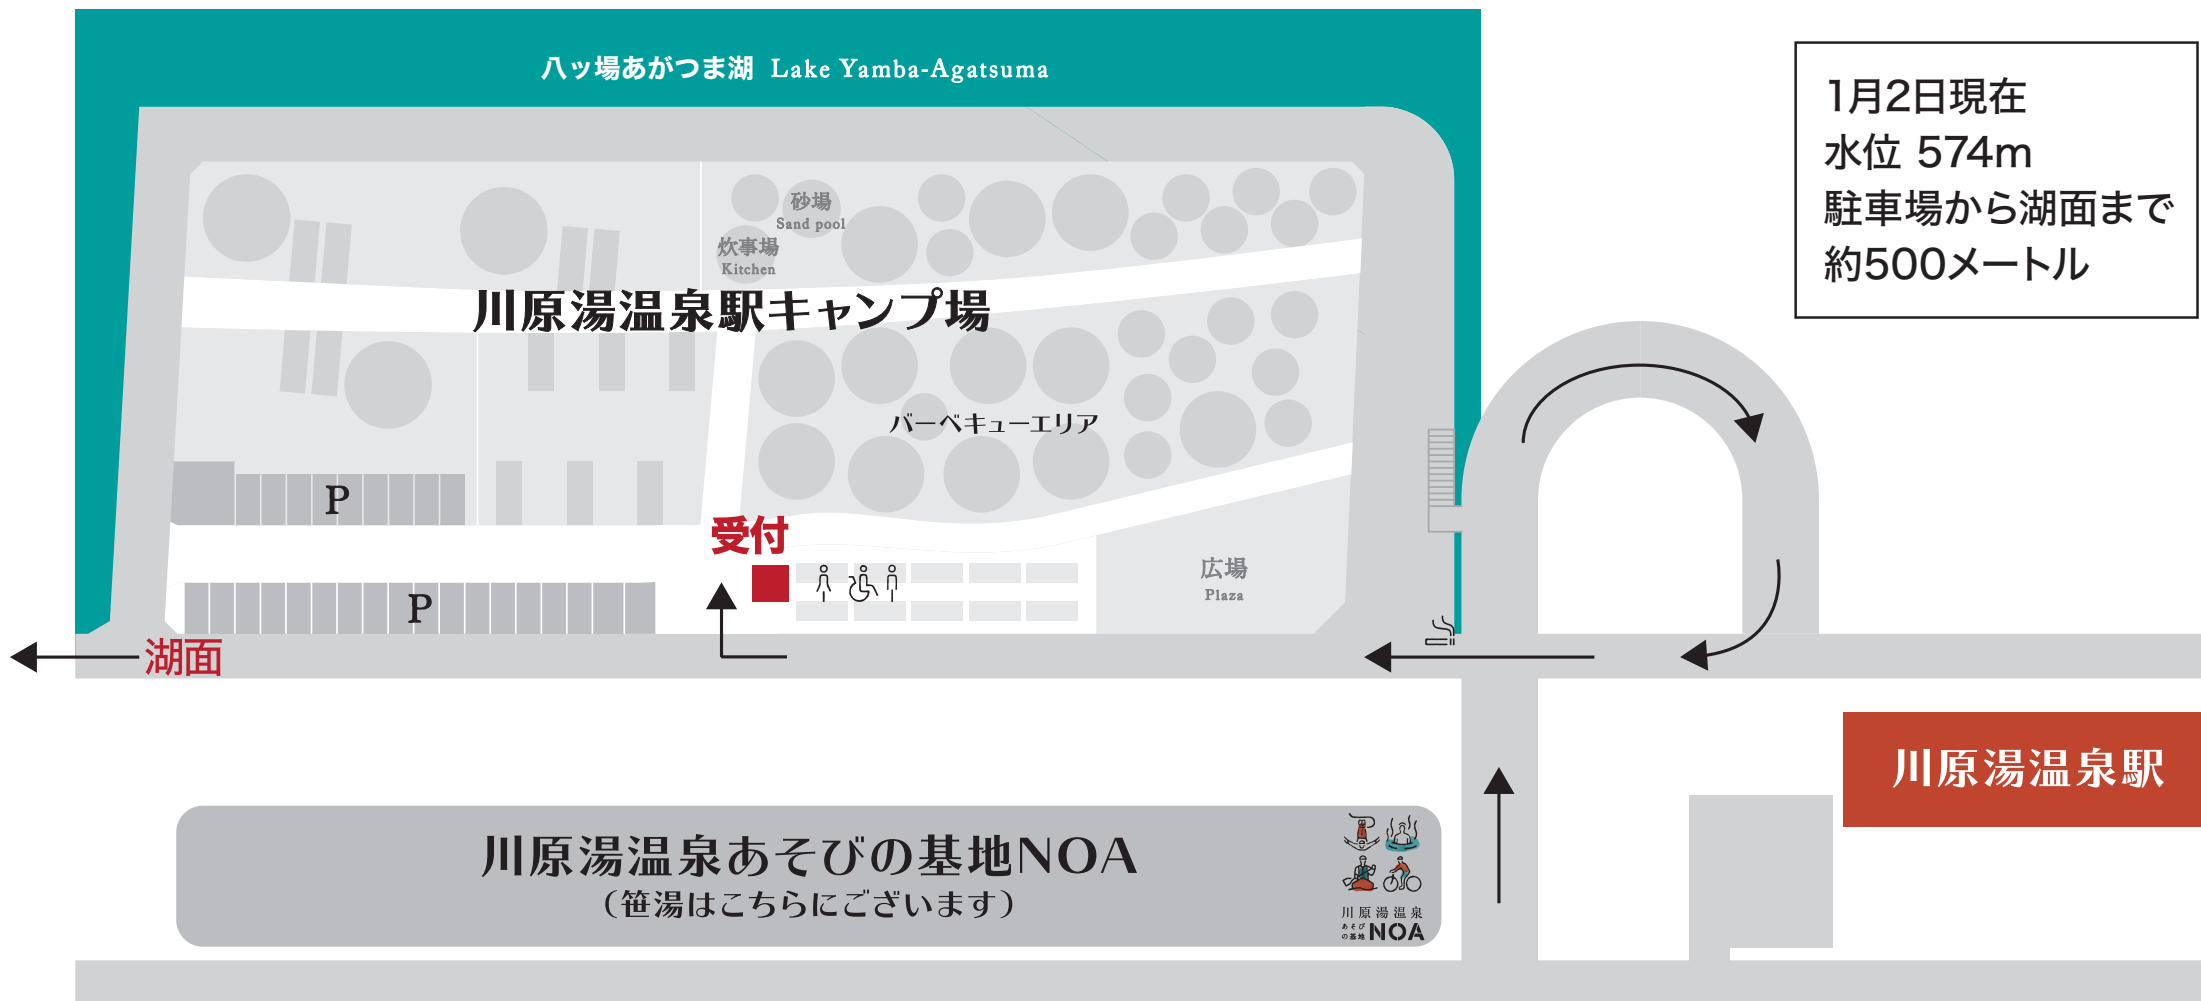 八ッ場あがつま湖 Lake Yamba-Agatsuma
1月2日現在
水位 574m
駐車場から湖面まで
約500メートル
砂場
Sand pool
炊事場
Kitchen
川原湯温泉駅キャンプ場
バーベキューエリア
P
受付
広場
Plaza
P
湖面
川原湯温泉駅
川原湯温泉あそびの基地NOA
（笹湯はこちらにございます）
川原湯温泉
あそび
の基地 NOA